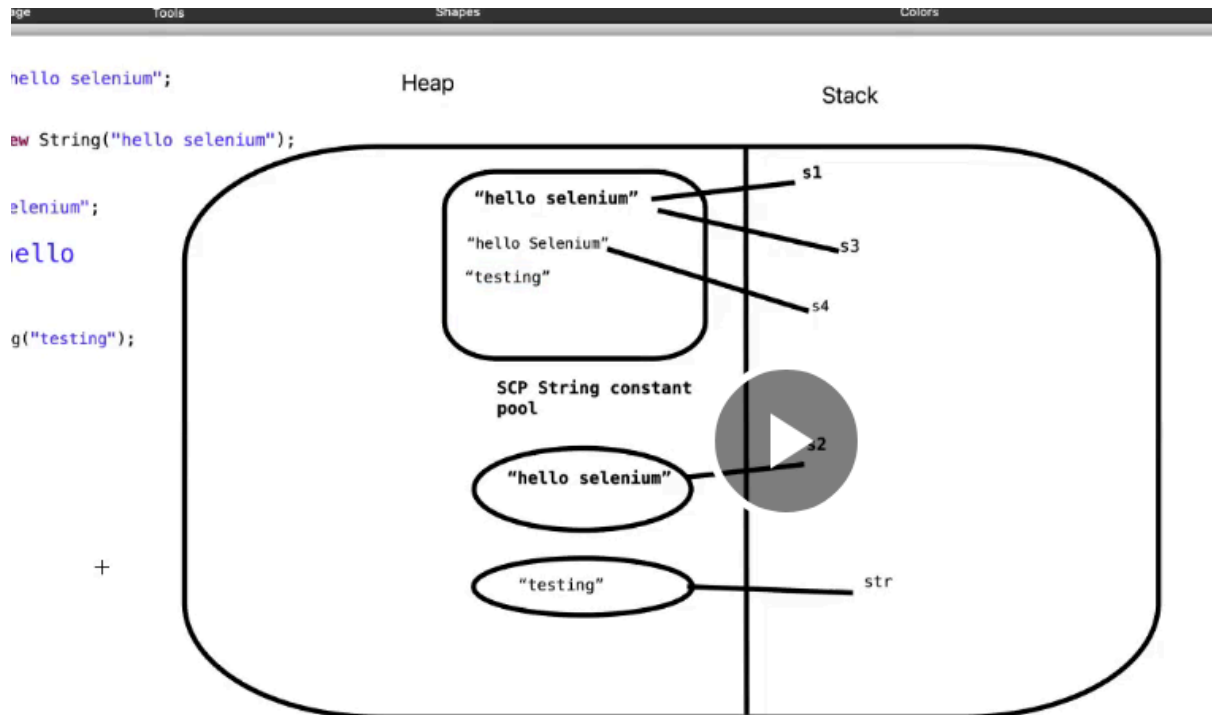 age Tools Shapes Colors
hello selenium";
Heap
Stack
ew String("hello selenium");
s1
“hello selenium”
elenium";
“hello Selenium”
s3
ello
“testing”
s4
g("testing");
SCP String constant
pool
s2
“hello selenium”
“testing”
str